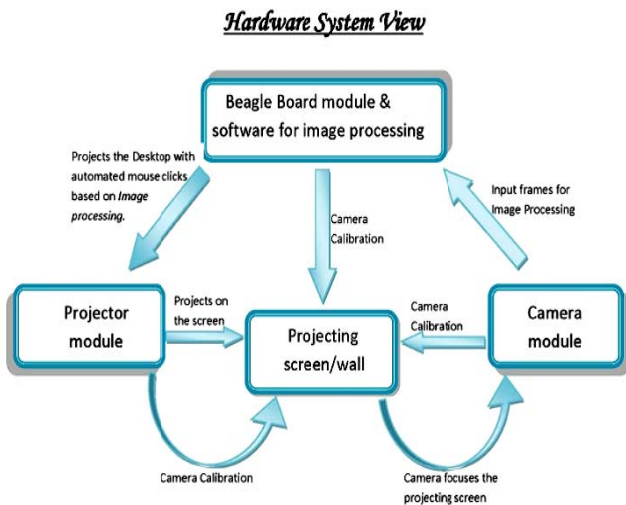 Hardware System View
Beagle Board module &
software for image processing
Projects the Desktop with
automated mouse clicks
based on Image
processing.
Camera
Calibration
Input frames for
Image Processing
Projector
module
Projects on
the screen
Projecting
screen/wall
Camera
Calibration
Camera
module
Camera Calibration
Camera focuses the
projecting screen